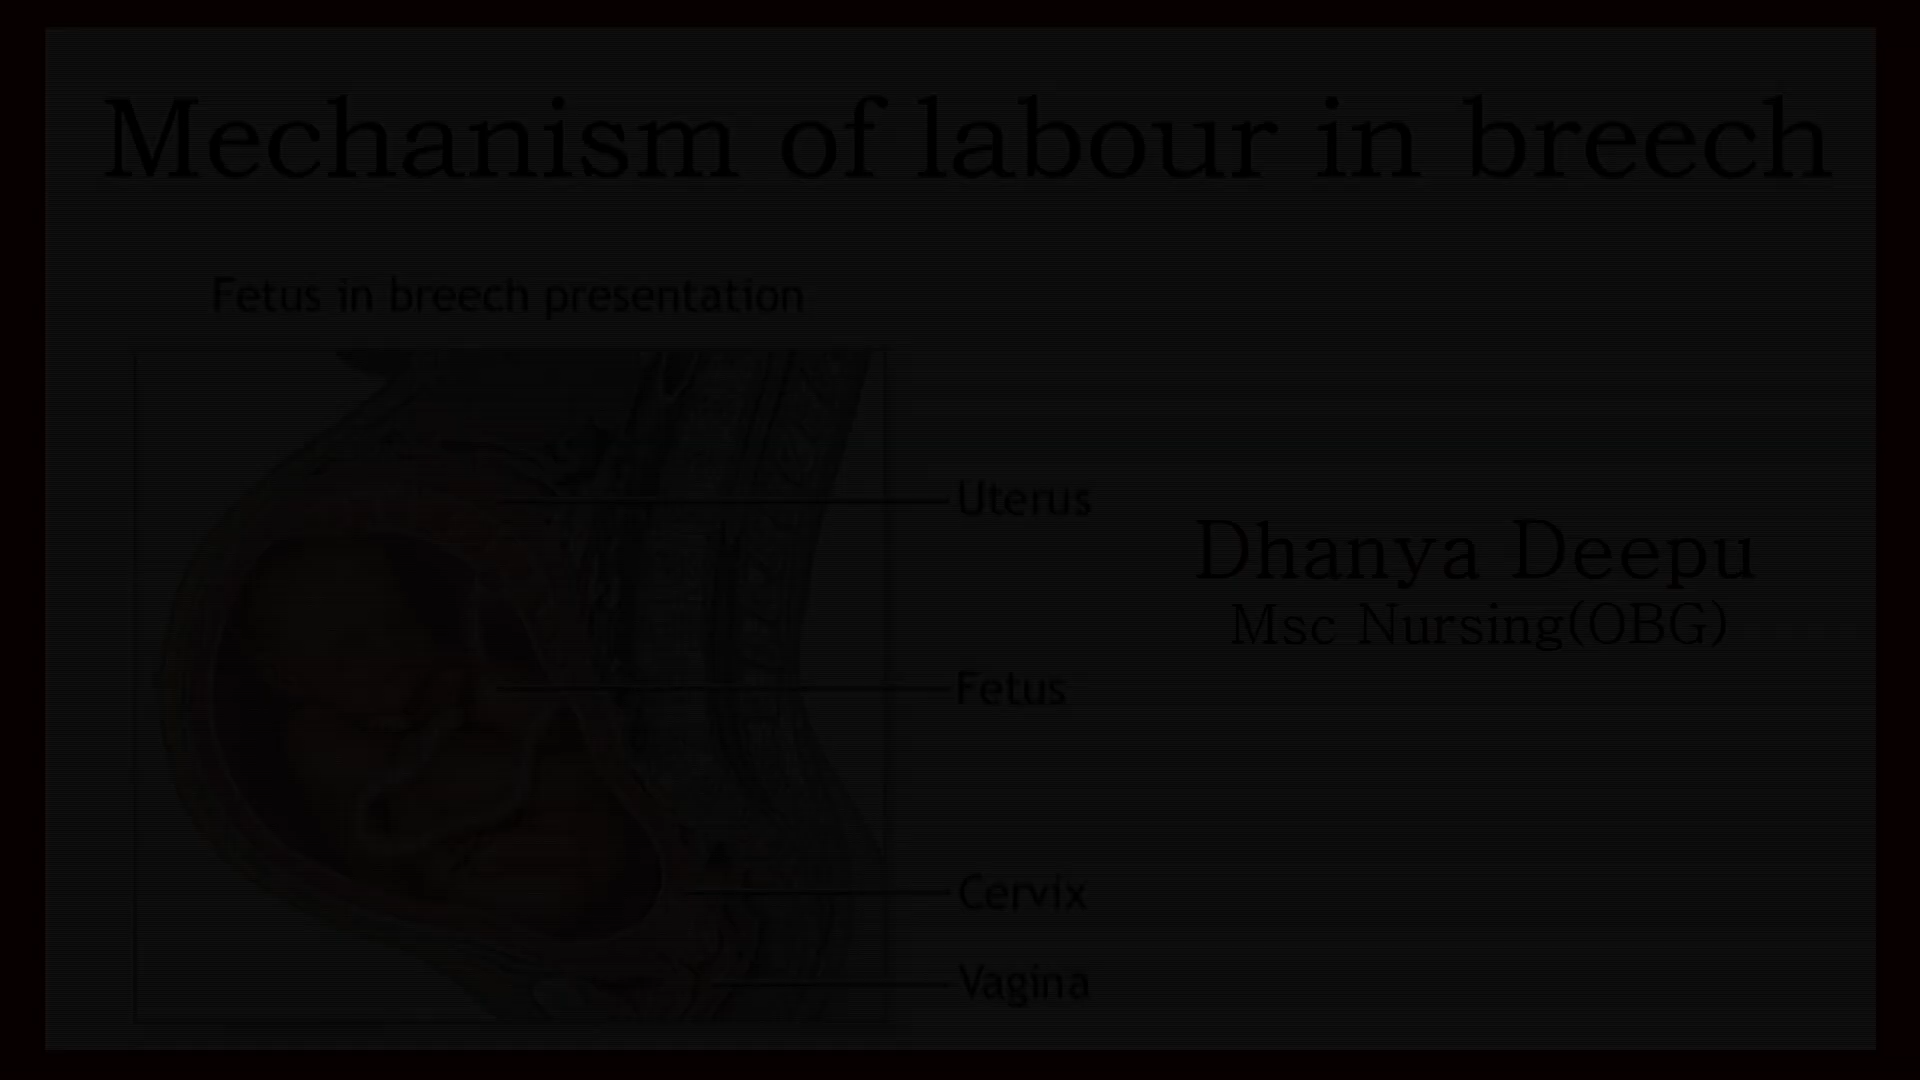 Mechanism of labour in breech
Fetus in breech presentation
Uterus
Dhanya Deepu
Msc Nursing(OBG)
Fetus
Cervix
Vagina